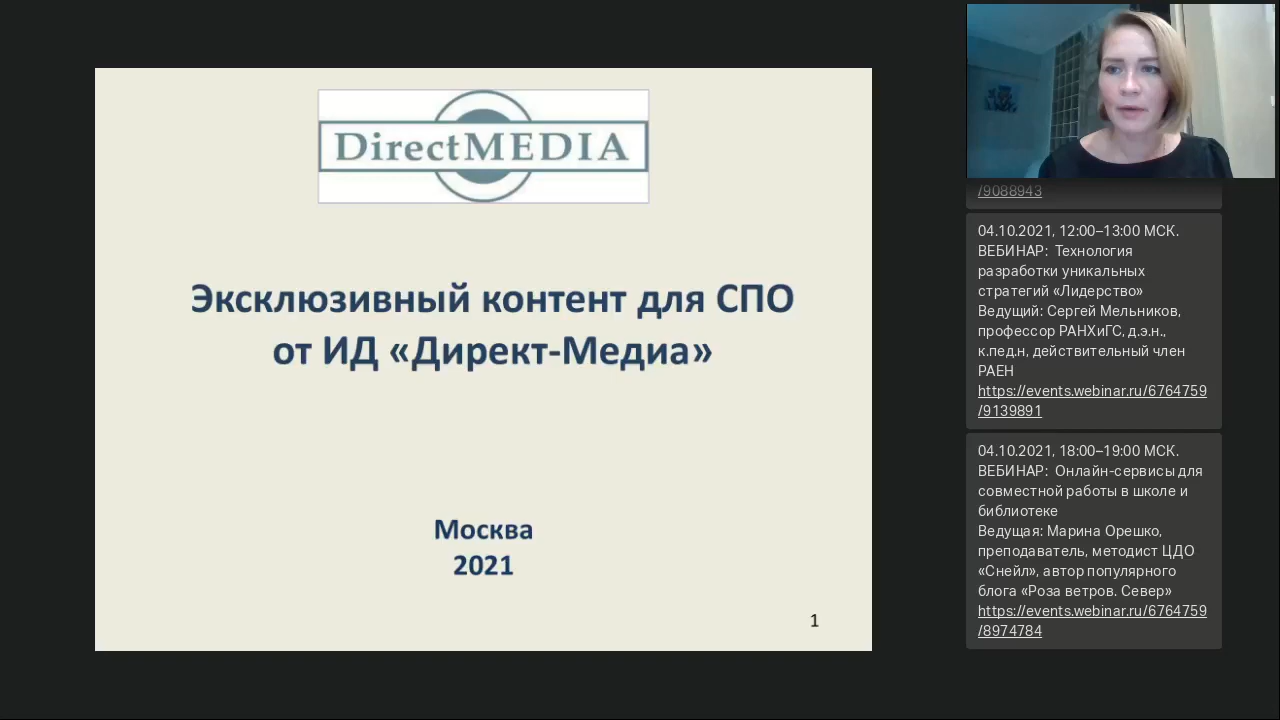 DirectMEDIA
Эксклюзивный контент для СПО
от ИД «Директ-Медиа»
Москва
2021
1
/9088943
04.10.2021, 12:00–13:00 МСК.
ВЕБИНАР:  Технология
разработки уникальных
стратегий «Лидерство»
Ведущий: Сергей Мельников,
профессор РАНХиГС, д.э.н.,
к.пед.н, действительный член
РАЕН
https://events.webinar.ru/6764759
/9139891
04.10.2021, 18:00–19:00 МСК.
ВЕБИНАР:  Онлайн-сервисы для
совместной работы в школе и
библиотеке
Ведущая: Марина Орешко,
преподаватель, методист ЦДО
«Снейл», автор популярного
блога «Роза ветров. Север»
https://events.webinar.ru/6764759
/8974784